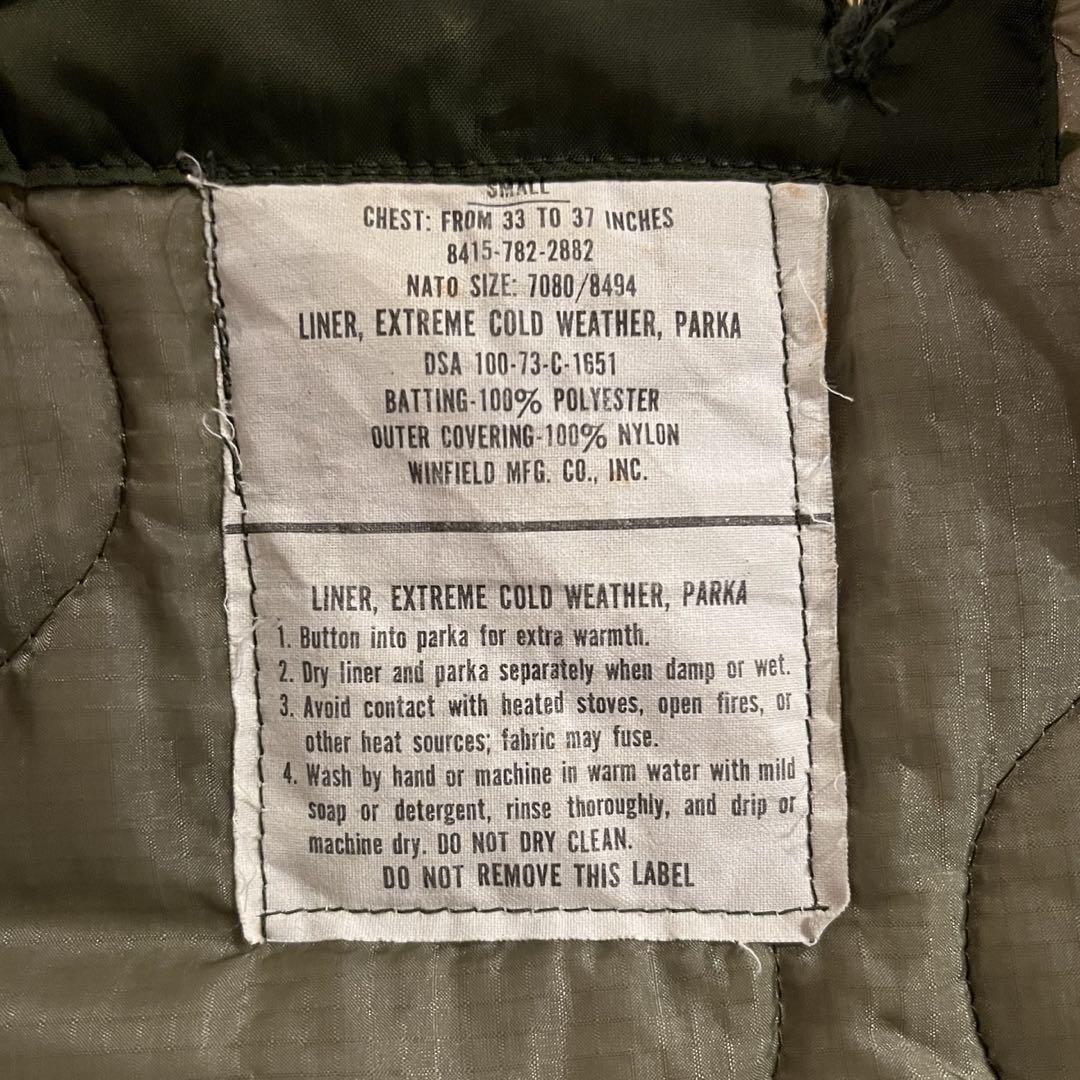 SMALL
CHEST: FROM 33 TO 37 INCHES
8415-782-2882
NATO SIZE: 7080/8494
LINER, EXTREME COLD WEATHER, PARKA
DSA 100-73-C-1651
BATTING-100% POLYESTER
OUTER COVERING-100% NYLON
WINFIELD MFG. CO., INC.
LINER, EXTREME COLD WEATHER, PARKA
1. Button into parka for extra warmth.
2. Dry liner and parka separately when damp or wet.
3. Avoid contact with heated stoves, open fires, or
other heat sources; fabric may fuse.
4. Wash by hand or machine in warm water with mild
soap or detergent, rinse thoroughly, and drip or
machine dry. DO NOT DRY CLEAN.
DO NOT REMOVE THIS LABEL